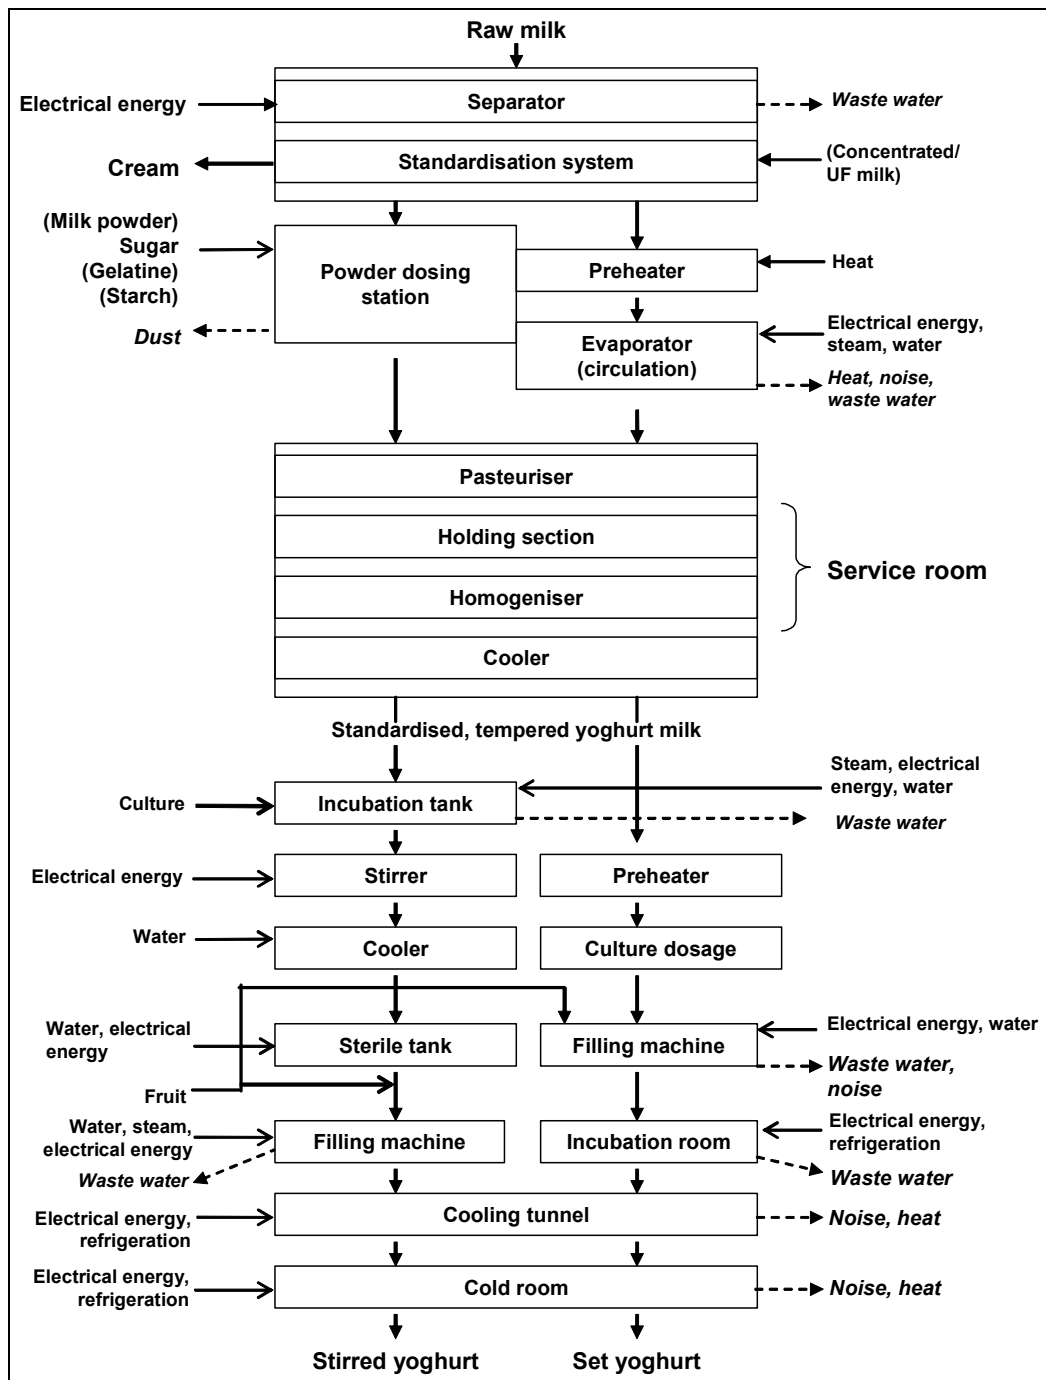 Raw milk
Electrical energy
Separator
Waste water
Cream
Standardisation system
(Concentrated/
UF milk)
(Milk powder)
Sugar
(Gelatine)
(Starch)
Dust
Powder dosing
station
Preheater
Heat
Evaporator
(circulation)
Electrical energy,
steam, water
Heat, noise,
waste water
Pasteuriser
Holding section
Homogeniser
Cooler
Service room
Standardised, tempered yoghurt milk
Culture
Incubation tank
Steam, electrical
energy, water
Waste water
Electrical energy
Stirrer
Preheater
Water
Cooler
Culture dosage
Water, electrical
energy
Sterile tank
Filling machine
Electrical energy, water
Waste water,
noise
Fruit
Water, steam,
electrical energy
Waste water
Filling machine
Incubation room
Electrical energy,
refrigeration
Waste water
Electrical energy,
refrigeration
Cooling tunnel
Noise, heat
Electrical energy,
refrigeration
Cold room
Noise, heat
Stirred yoghurt
Set yoghurt